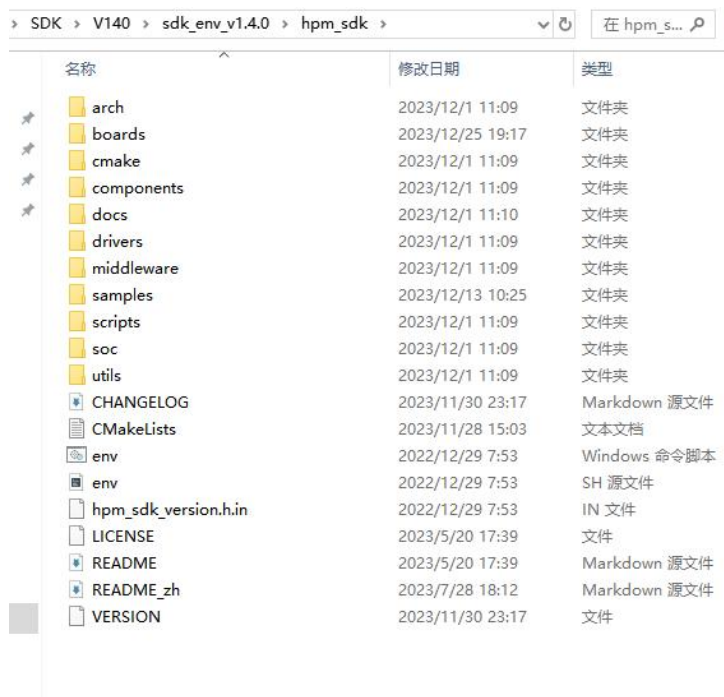 SDK > V140 > sdk_env_v1.4.0 > hpm_sdk > 在 hpm_s...
名称 修改日期 类型
arch 2023/12/1 11:09 文件夹
boards 2023/12/25 19:17 文件夹
cmake 2023/12/1 11:09 文件夹
components 2023/12/1 11:09 文件夹
docs 2023/12/1 11:10 文件夹
drivers 2023/12/1 11:09 文件夹
middleware 2023/12/1 11:09 文件夹
samples 2023/12/13 10:25 文件夹
scripts 2023/12/1 11:09 文件夹
soc 2023/12/1 11:09 文件夹
utils 2023/12/1 11:09 文件夹
CHANGELOG 2023/11/30 23:17 Markdown 源文件
CMakeLists 2023/11/28 15:03 文本文档
env 2022/12/29 7:53 Windows 命令脚本
env 2022/12/29 7:53 SH 源文件
hpm_sdk_version.h.in 2022/12/29 7:53 IN 文件
LICENSE 2023/5/20 17:39 文件
README 2023/5/20 17:39 Markdown 源文件
README_zh 2023/7/28 18:12 Markdown 源文件
VERSION 2023/11/30 23:17 文件